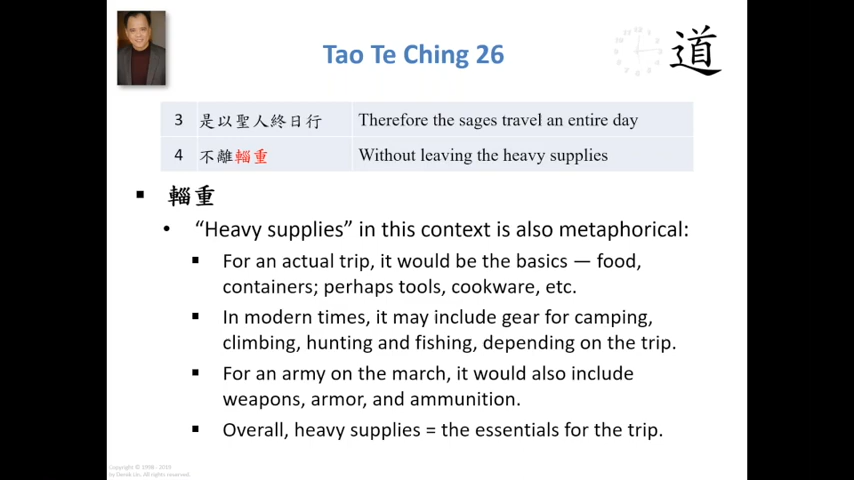 Tao Te Ching 26
道
3 是以聖人終日行 Therefore the sages travel an entire day
4 不離輜重 Without leaving the heavy supplies
▪ 輜重
• “Heavy supplies” in this context is also metaphorical:
▪ For an actual trip, it would be the basics — food,
containers; perhaps tools, cookware, etc.
▪ In modern times, it may include gear for camping,
climbing, hunting and fishing, depending on the trip.
▪ For an army on the march, it would also include
weapons, armor, and ammunition.
▪ Overall, heavy supplies = the essentials for the trip.
Copyright © 1998 - 2019
by Derek Lin. All rights reserved.